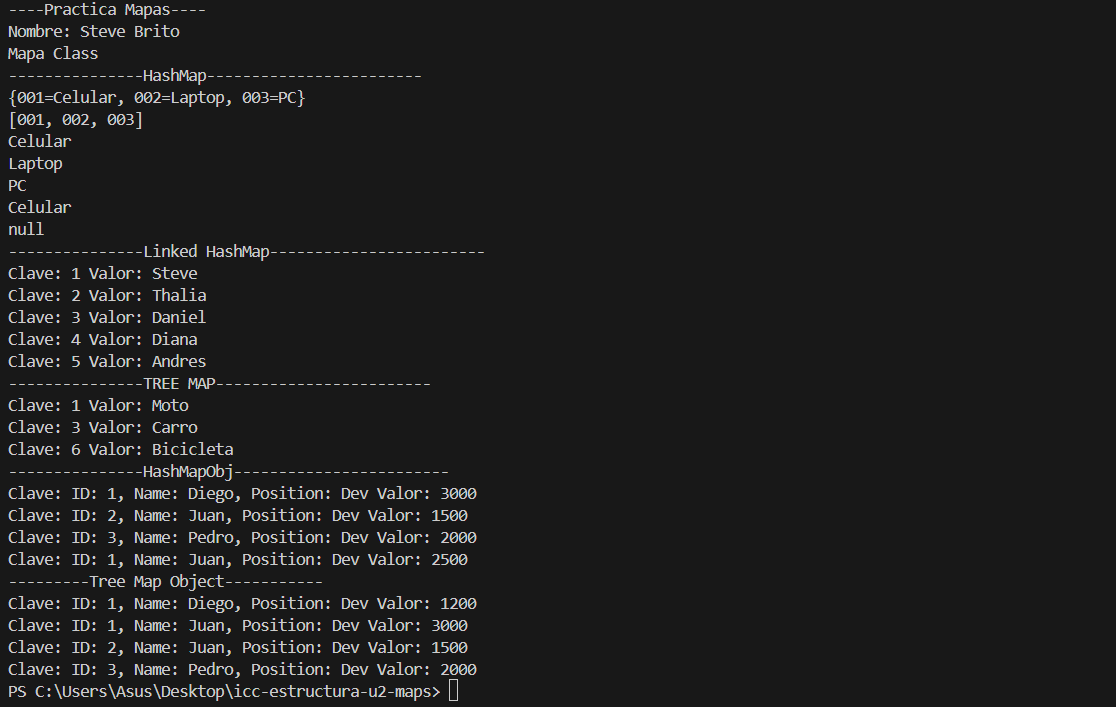 ----Practica Mapas----
Nombre: Steve Brito
Mapa Class
---------------HashMap------------------------
{001=Celular, 002=Laptop, 003=PC}
[001, 002, 003]
Celular
Laptop
PC
Celular
null
---------------Linked HashMap------------------------
Clave: 1 Valor: Steve
Clave: 2 Valor: Thalia
Clave: 3 Valor: Daniel
Clave: 4 Valor: Diana
Clave: 5 Valor: Andres
---------------TREE MAP------------------------
Clave: 1 Valor: Moto
Clave: 3 Valor: Carro
Clave: 6 Valor: Bicicleta
---------------HashMapObj------------------------
Clave: ID: 1, Name: Diego, Position: Dev Valor: 3000
Clave: ID: 2, Name: Juan, Position: Dev Valor: 1500
Clave: ID: 3, Name: Pedro, Position: Dev Valor: 2000
Clave: ID: 1, Name: Juan, Position: Dev Valor: 2500
---------Tree Map Object-----------
Clave: ID: 1, Name: Diego, Position: Dev Valor: 1200
Clave: ID: 1, Name: Juan, Position: Dev Valor: 3000
Clave: ID: 2, Name: Juan, Position: Dev Valor: 1500
Clave: ID: 3, Name: Pedro, Position: Dev Valor: 2000
PS C:\Users\Asus\Desktop\icc-estructura-u2-maps>